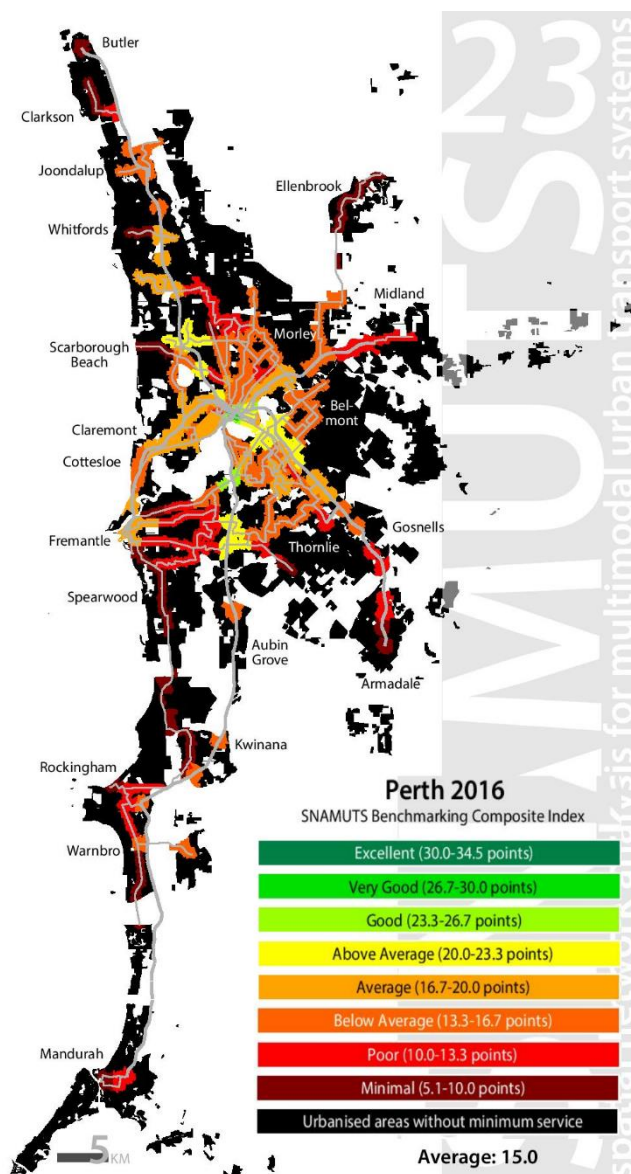 23
Butler
Clarkson
Joondalup
Ellenbrook
Whitfords
Midland
Scarborough
Beach
Morley
Claremont
Bel-
mont
Cottesloe
Fremantle
Gosnells
Thornlie
Spearwood
Aubin
Grove
Armadale
Kwinana
Rockingham
Warnbro
Mandurah
5 KM
Perth 2016
SNAMUTS Benchmarking Composite Index
Excellent (30.0-34.5 points)
Very Good (26.7-30.0 points)
Good (23.3-26.7 points)
Above Average (20.0-23.3 points)
Average (16.7-20.0 points)
Below Average (13.3-16.7 points)
Poor (10.0-13.3 points)
Minimal (5.1-10.0 points)
Urbanised areas without minimum service
Average: 15.0
MUTS
for multimodal urban transport systems